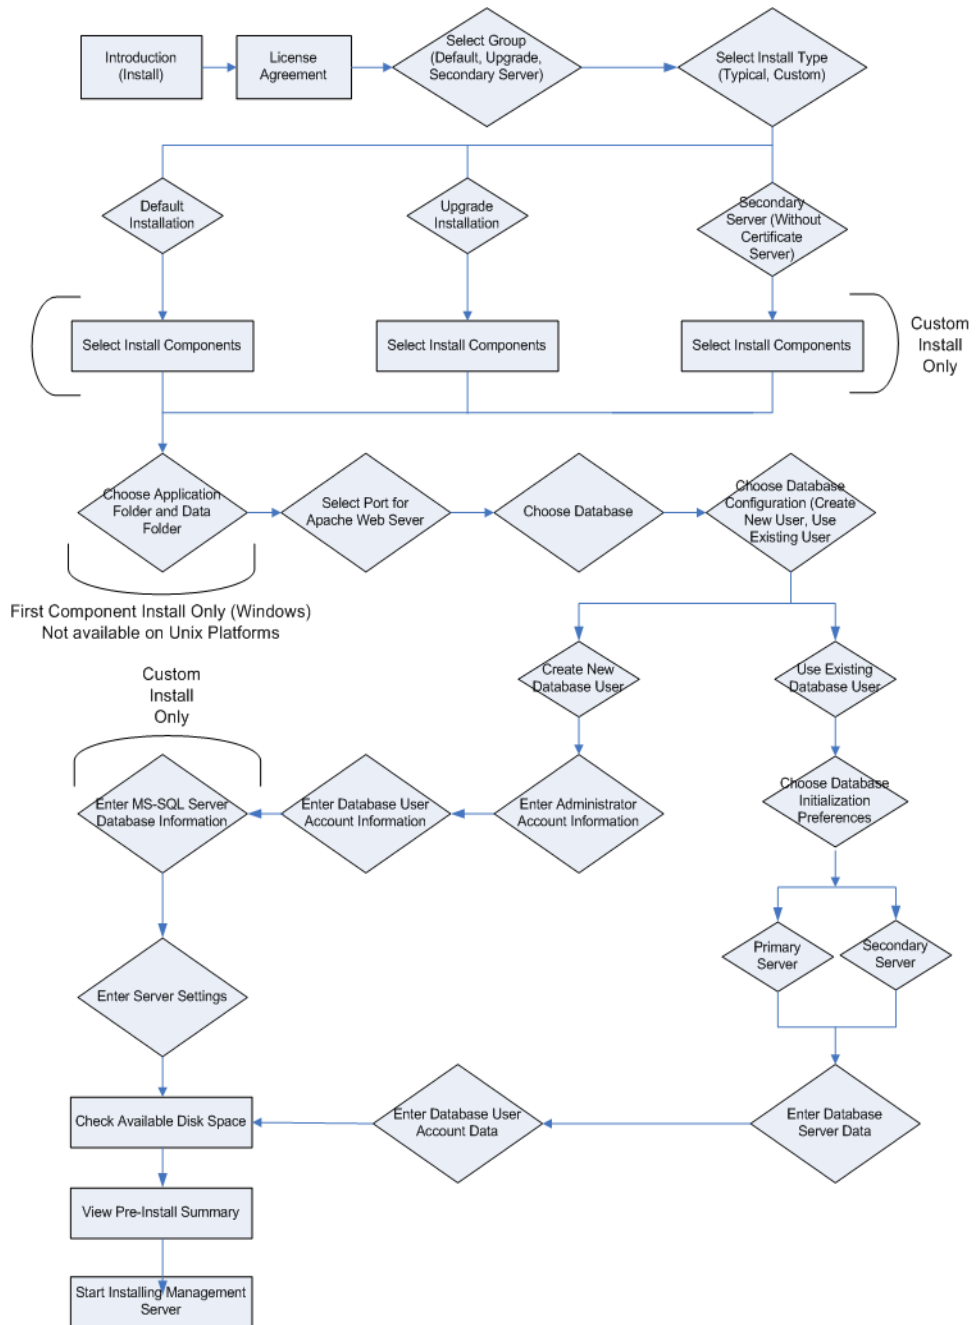 Introduction
(Install)
License
Agreement
Select Group
(Default, Upgrade,
Secondary Server)
Select Install Type
(Typical, Custom)
Default
Installation
Upgrade
Installation
Secondary
Server (Without
Certificate
Server)
Select Install Components
Select Install Components
Select Install Components
Custom
Install
Only
Choose Application
Folder and Data
Folder
Select Port for
Apache Web Sever
Choose Database
Choose Database
Configuration (Create
New User, Use
Existing User
First Component Install Only (Windows)
Not available on Unix Platforms
Create New
Database User
Use Existing
Database User
Custom
Install
Only
Enter MS-SQL Server
Database Information
Enter Database User
Account Information
Enter Administrator
Account Information
Choose Database
Initialization
Preferences
Primary
Server
Secondary
Server
Enter Server Settings
Check Available Disk Space
Enter Database User
Account Data
Enter Database
Server Data
View Pre-Install Summary
Start Installing Management
Server